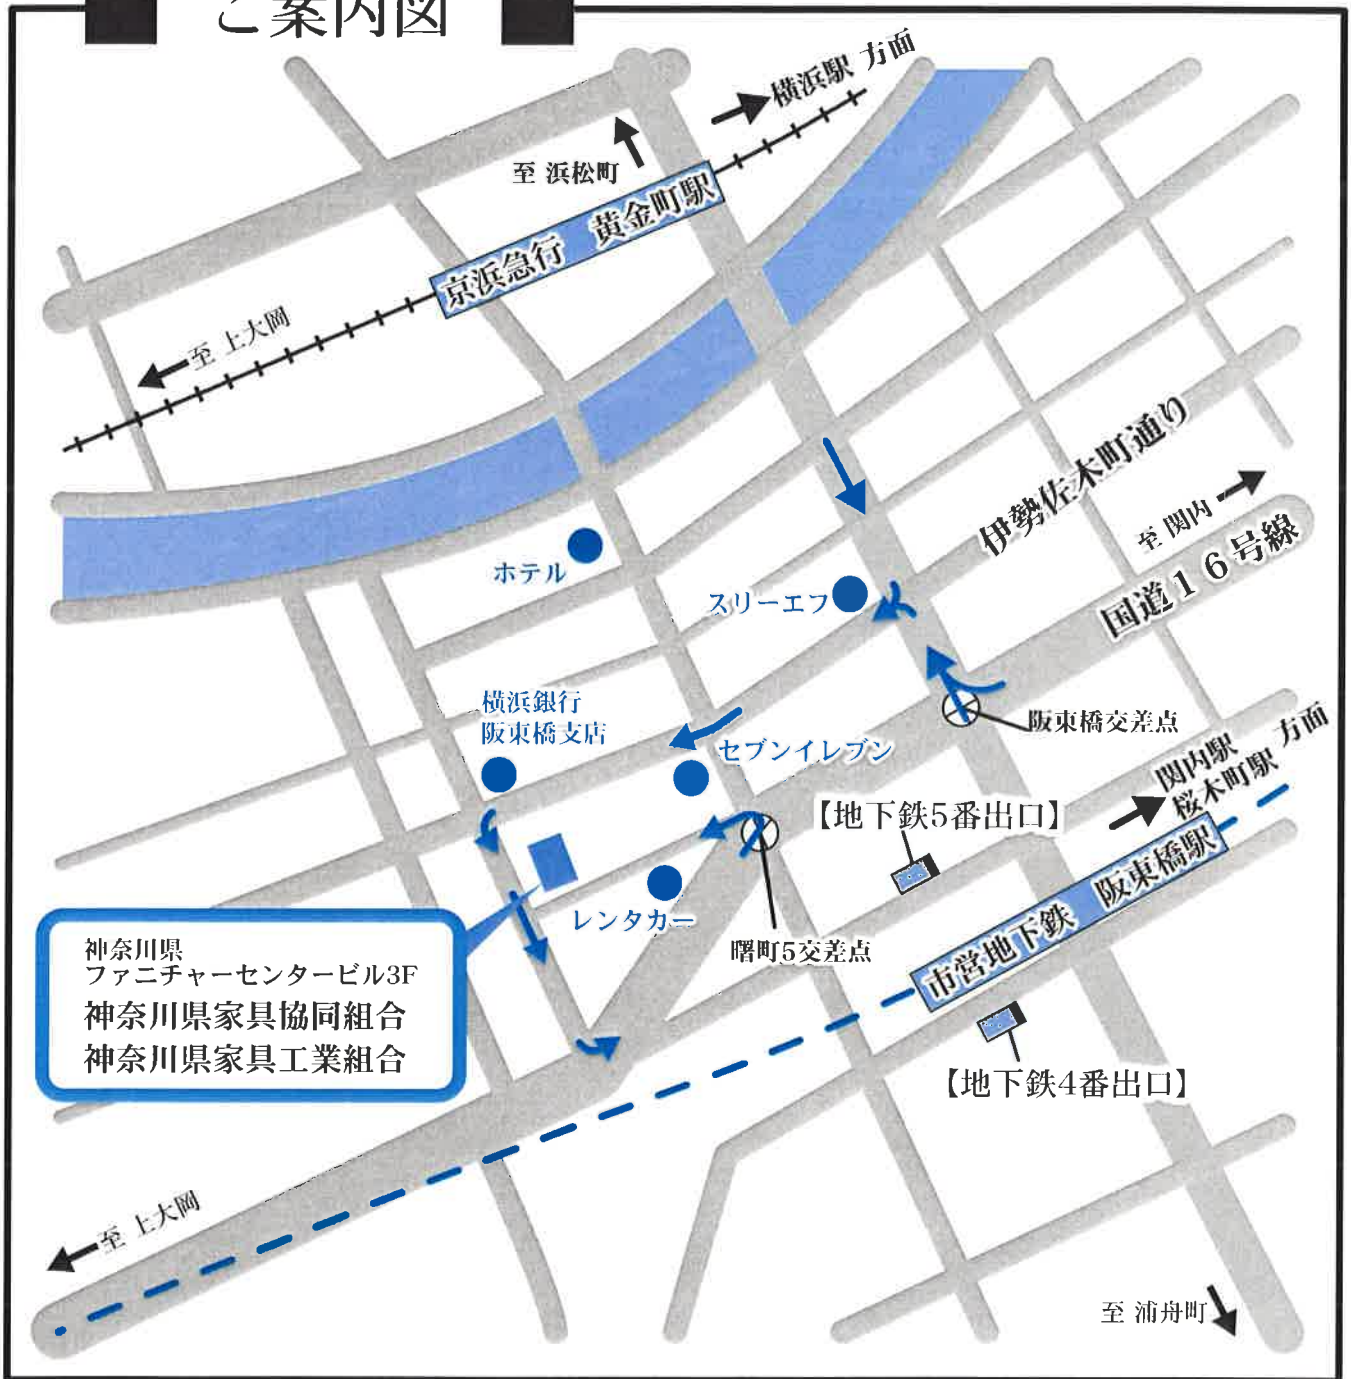 ご案内図
横浜駅 方面
至 浜松町
京浜急行 黄金町駅
至 上大岡
伊勢佐木町通り
至 関内
国道16号線
ホテル
スリーエフ
横浜銀行
阪東橋支店
セブンイレブン
阪東橋交差点
関内駅
桜木町駅
方面
【地下鉄5番出口】
市営地下鉄 阪東橋駅
レンタカー
曙町5交差点
神奈川県
ファニチャーセンタービル3F
神奈川県家具協同組合
神奈川県家具工業組合
【地下鉄4番出口】
至 上大岡
至 浦舟町